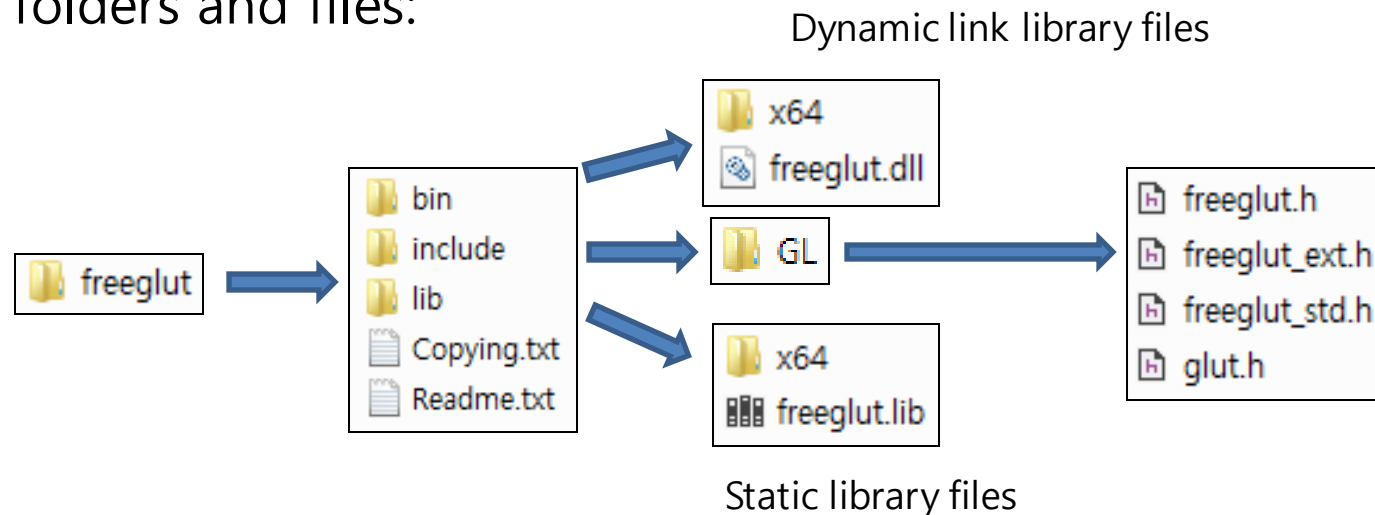 folders and files:
Dynamic link library files
freeglut
bin
include
lib
Copying.txt
Readme.txt
x64
freeglut.dll
GL
x64
freeglut.lib
Static library files
freeglut.h
freeglut_ext.h
freeglut_std.h
glut.h